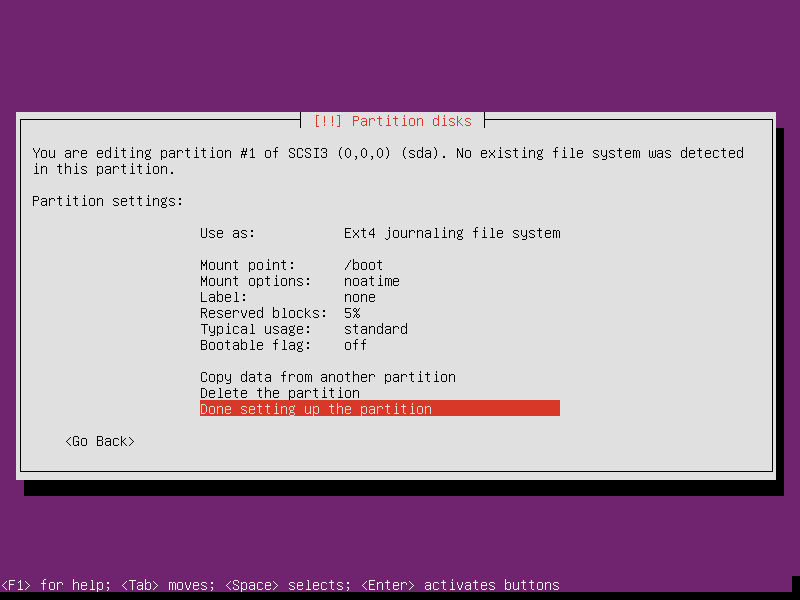 [!!] Partition disks
You are editing partition #1 of SCSI3 (0,0,0) (sda). No existing file system was detected
in this partition.
Partition settings:
Use as: Ext4 journaling file system
Mount point: /boot
Mount options: noatime
Label: none
Reserved blocks: 5%
Typical usage: standard
Bootable flag: off
Copy data from another partition
Delete the partition
Done setting up the partition
<Go Back>
<F1> for help; <Tab> moves; <Space> selects; <Enter> activates buttons